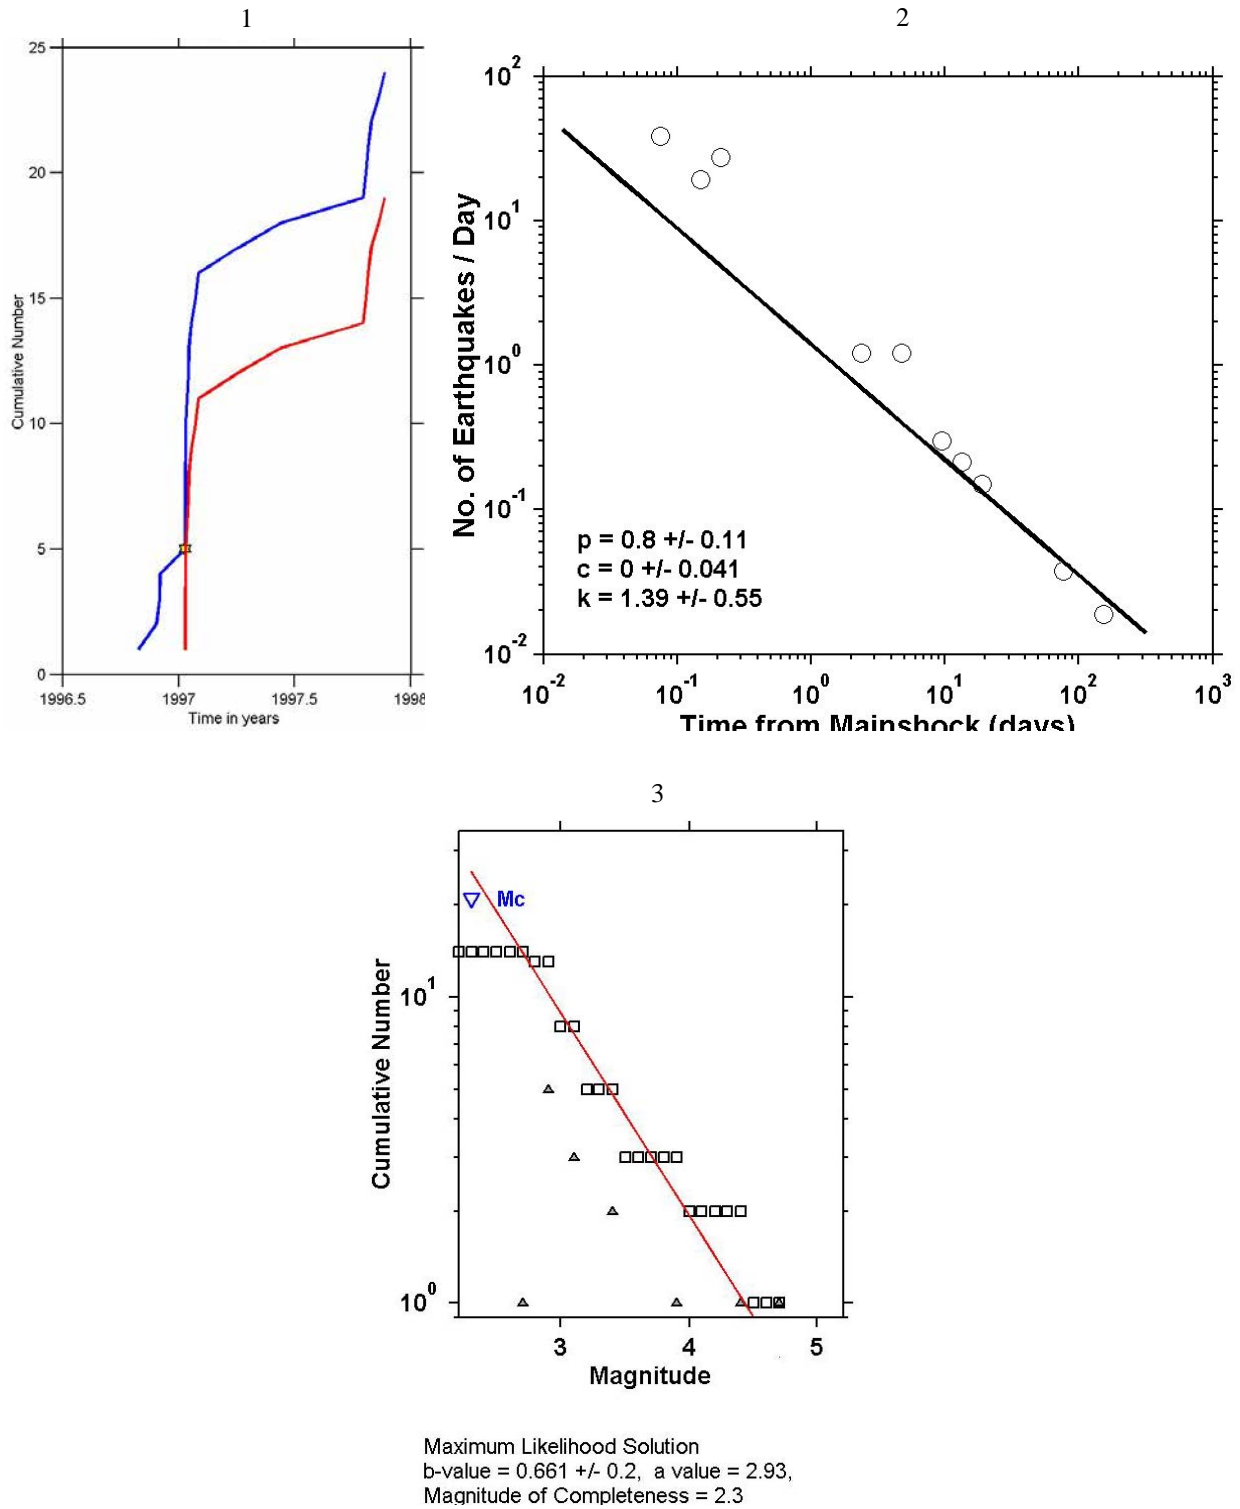 1
25
20
15
10
5
0
Cumulative Number
1996.5 1997 1997.5 1998
Time in years
2
10^2
10^1
10^0
10^-1
10^-2
No. of Earthquakes / Day
p = 0.8 +/- 0.11
c = 0 +/- 0.041
k = 1.39 +/- 0.55
10^-2 10^-1 10^0 10^1 10^2 10^3
Time from Mainshock (days)
3
Mc
10^1
10^0
Cumulative Number
3 4 5
Magnitude
Maximum Likelihood Solution
b-value = 0.661 +/- 0.2, a value = 2.93,
Magnitude of Completeness = 2.3